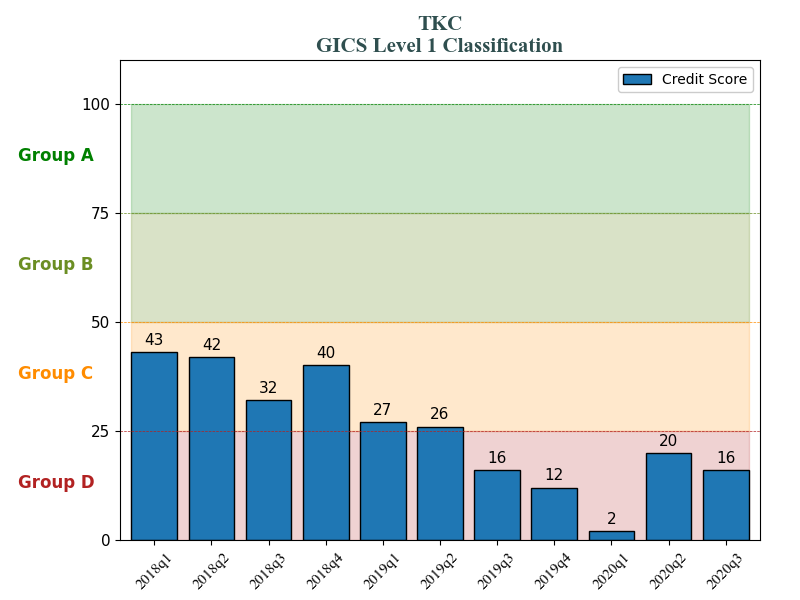 TKC
GICS Level 1 Classification
Credit Score
100
Group A
75
Group B
50
43
42
40
Group C
32
27
26
25
20
16
16
12
Group D
2
0
2018q1
2018q2
2018q3
2018q4
2019q1
2019q2
2019q3
2019q4
2020q1
2020q2
2020q3